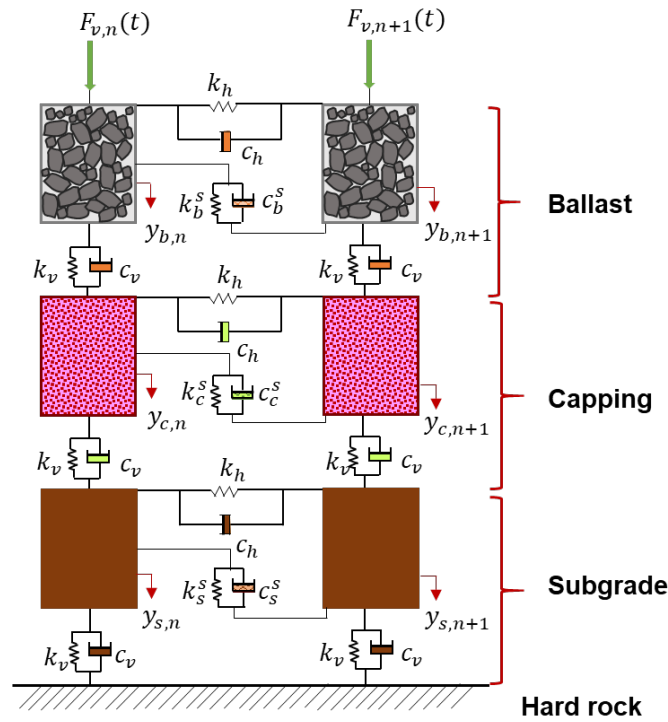 F_{v,n}(t) F_{v,n+1}(t)
k_h
c_h
k_b^s c_b^s
y_{b,n} y_{b,n+1}
Ballast
k_v c_v k_v c_v
k_h
c_h
k_c^s c_c^s
y_{c,n} y_{c,n+1}
Capping
k_v c_v k_v c_v
k_h
c_h
k_s^s c_s^s
y_{s,n} y_{s,n+1}
Subgrade
k_v c_v k_v c_v
Hard rock